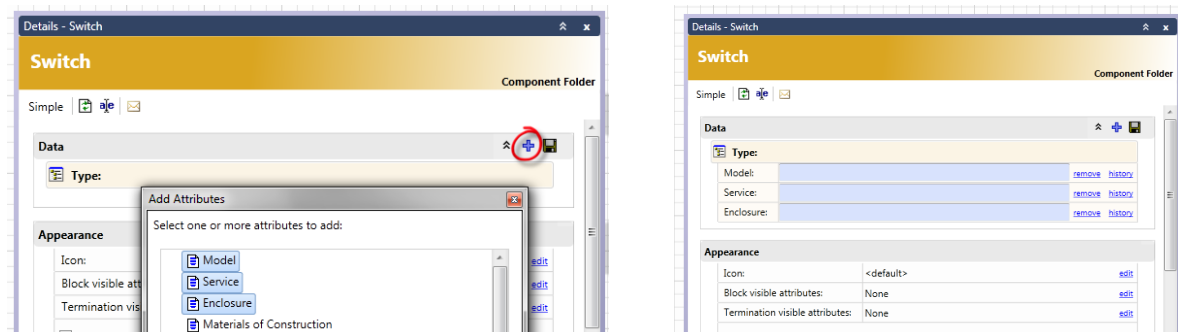 Details - Switch
Switch
Component Folder
Simple a|e
Data
Type:
Add Attributes
Select one or more attributes to add:
Model
Service
Enclosure
Materials of Construction
Appearance
Icon: edit
Block visible att edit
Termination vis edit
Details - Switch
Switch
Component Folder
Simple a|e
Data
Type:
Model: remove history
Service: remove history
Enclosure: remove history
Appearance
Icon: <default> edit
Block visible attributes: None edit
Termination visible attributes: None edit